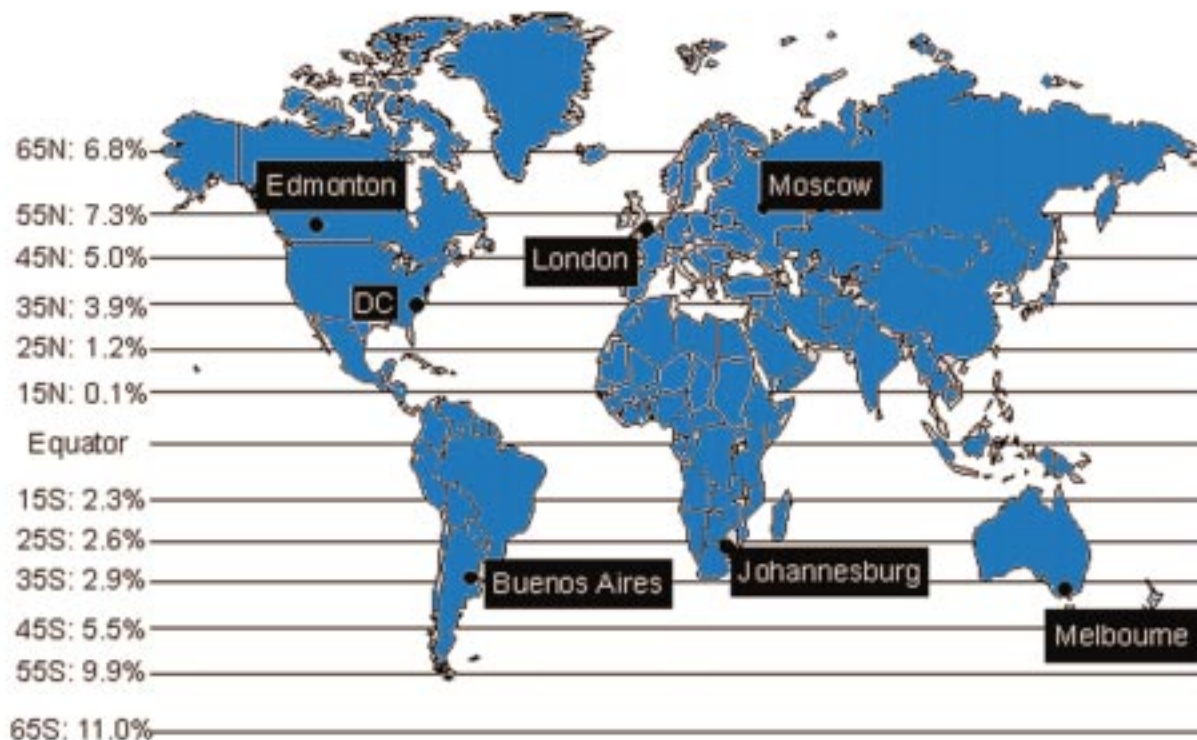 65N: 6.8%
Edmonton
Moscow
55N: 7.3%
London
45N: 5.0%
DC
35N: 3.9%
25N: 1.2%
15N: 0.1%
Equator
15S: 2.3%
25S: 2.6%
Johannesburg
35S: 2.9%
Buenos Aires
45S: 5.5%
Melbourne
55S: 9.9%
65S: 11.0%